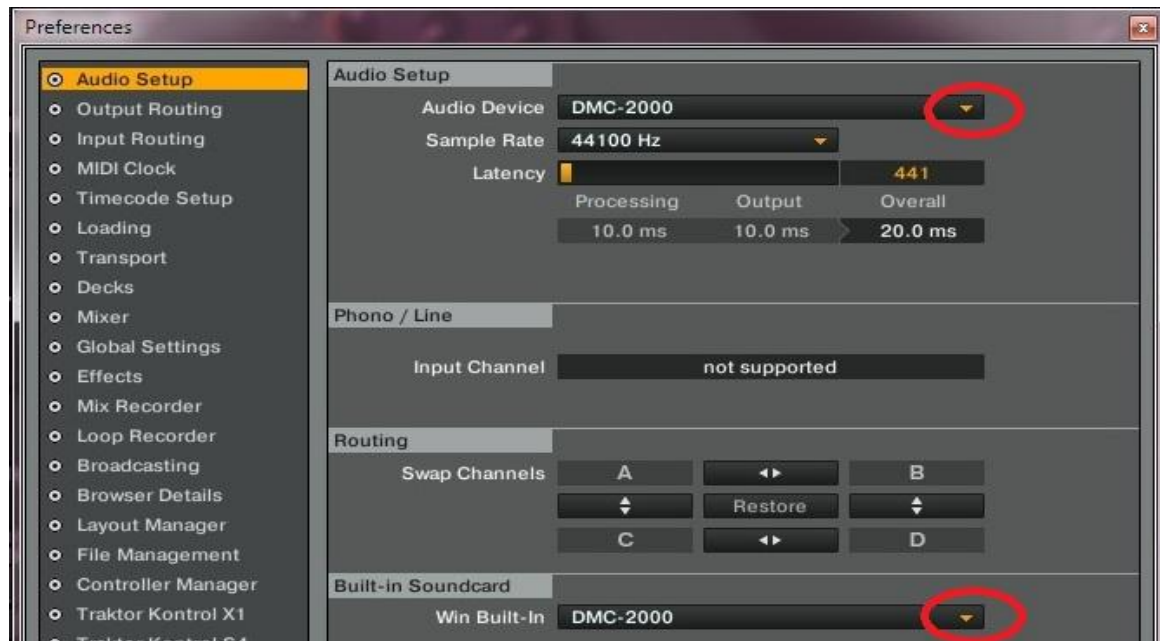 Preferences
Audio Setup
Output Routing
Input Routing
MIDI Clock
Timecode Setup
Loading
Transport
Decks
Mixer
Global Settings
Effects
Mix Recorder
Loop Recorder
Broadcasting
Browser Details
Layout Manager
File Management
Controller Manager
Traktor Kontrol X1
Audio Setup
Audio Device DMC-2000
Sample Rate 44100 Hz
Latency 441
Processing Output Overall
10.0 ms 10.0 ms 20.0 ms
Phono / Line
Input Channel not supported
Routing
Swap Channels A B
Restore
C D
Built-in Soundcard
Win Built-In DMC-2000